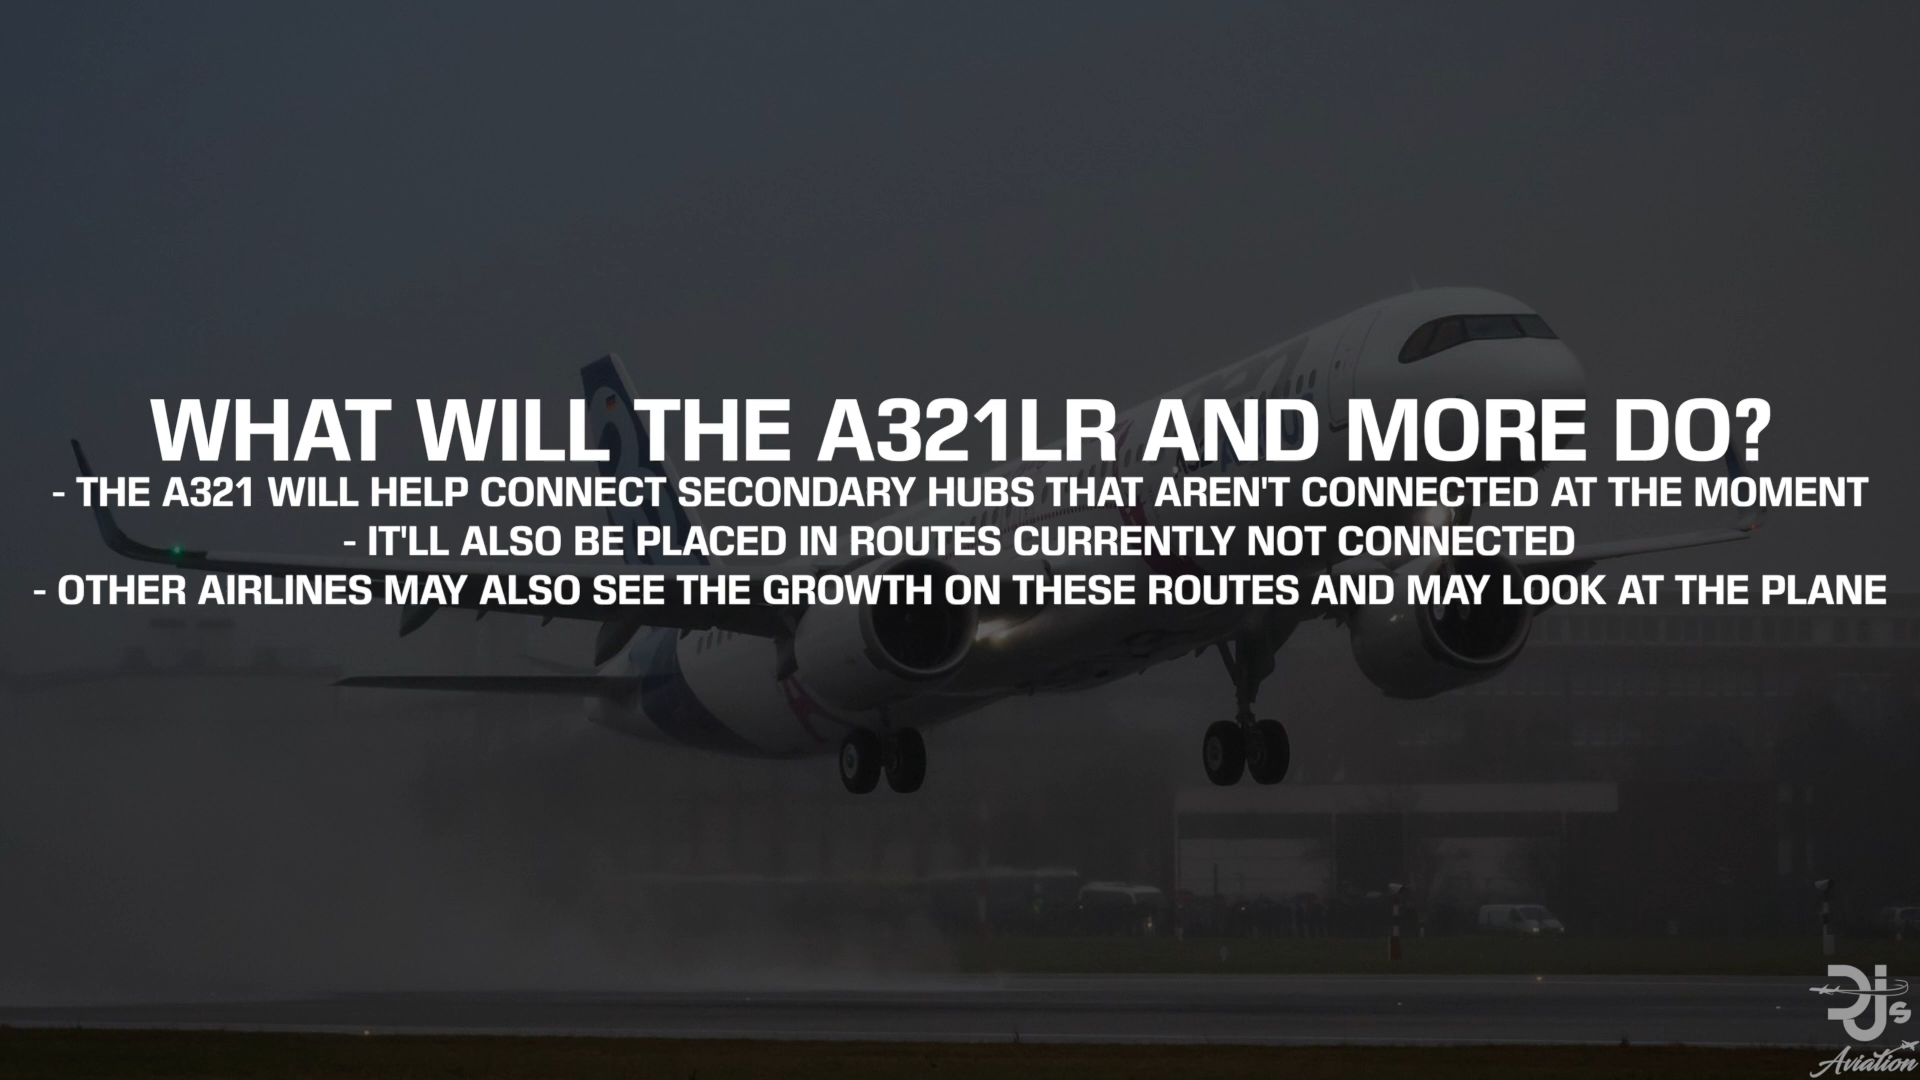 WHAT WILL THE A321LR AND MORE DO?
- THE A321 WILL HELP CONNECT SECONDARY HUBS THAT AREN'T CONNECTED AT THE MOMENT
- IT'LL ALSO BE PLACED IN ROUTES CURRENTLY NOT CONNECTED
- OTHER AIRLINES MAY ALSO SEE THE GROWTH ON THESE ROUTES AND MAY LOOK AT THE PLANE
DJs
Aviation